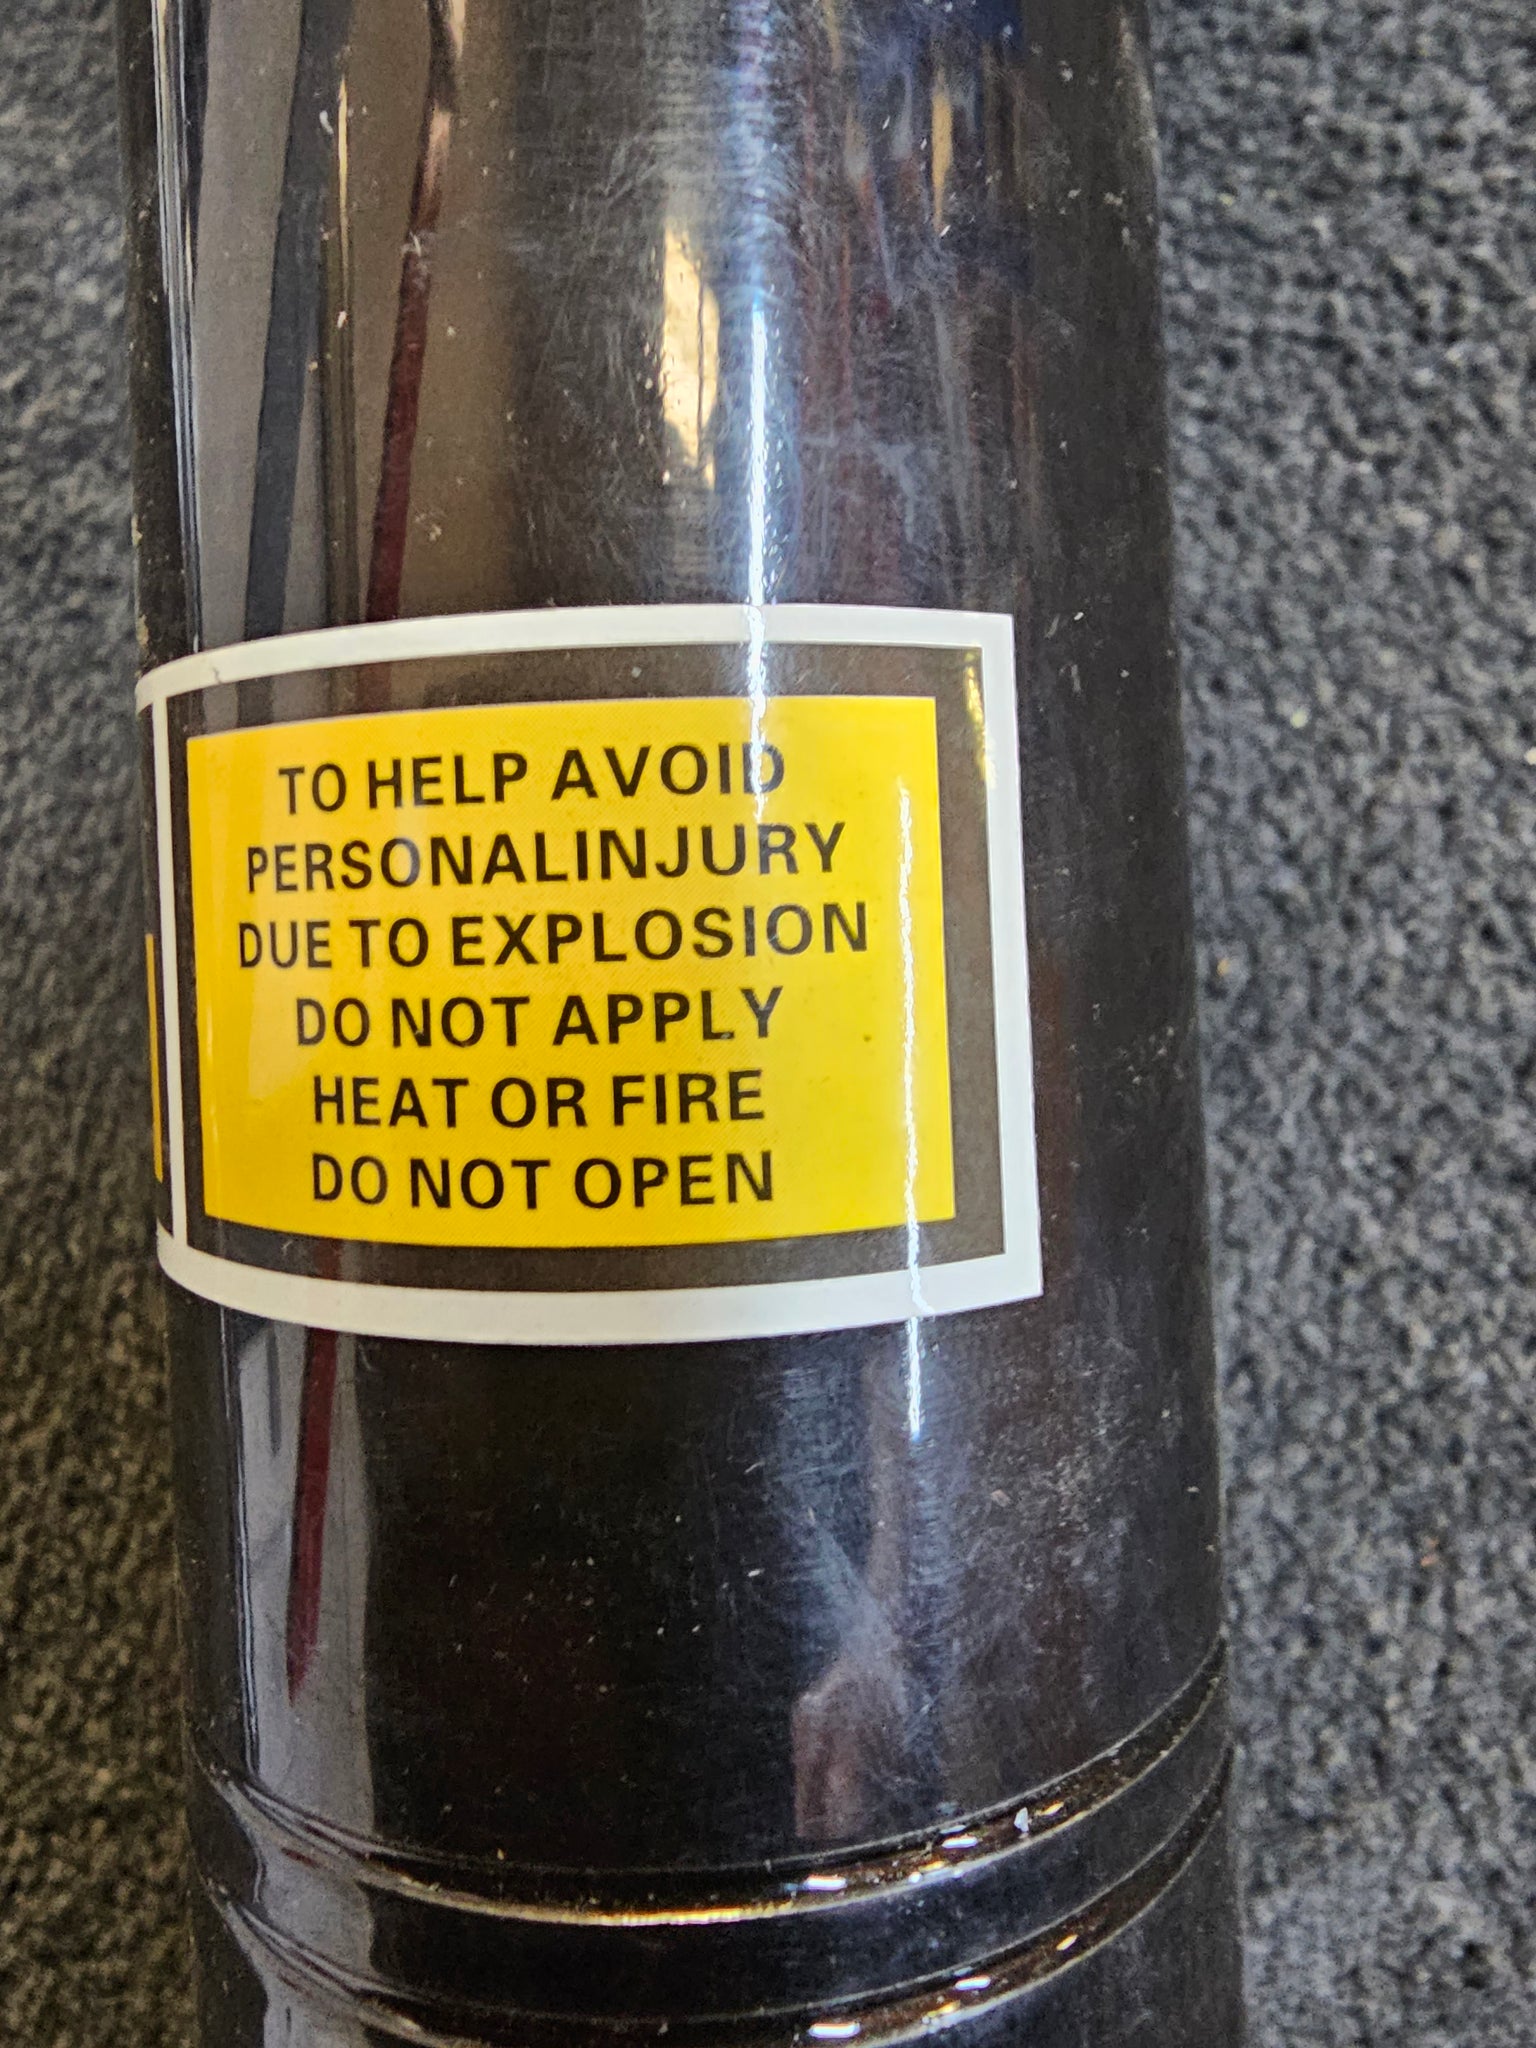 TO HELP AVOID
PERSONALINJURY
DUE TO EXPLOSION
DO NOT APPLY
HEAT OR FIRE
DO NOT OPEN